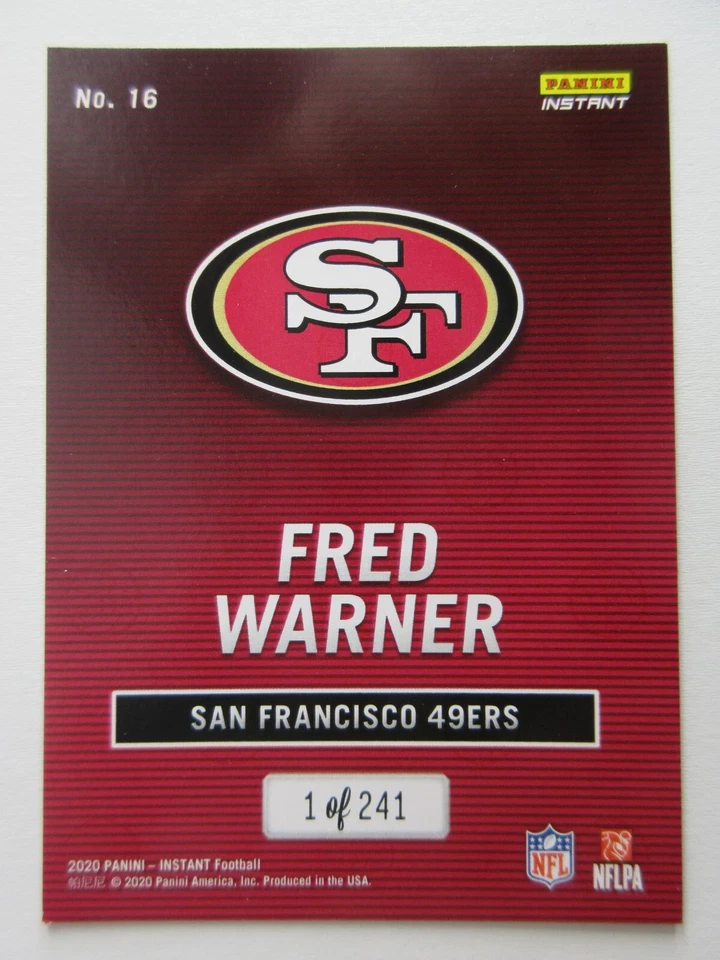 No. 16
PANINI
INSTANT
SF
FRED
WARNER
SAN FRANCISCO 49ERS
1 of 241
2020 PANINI – INSTANT Football
帕尼尼 © 2020 Panini America, Inc. Produced in the USA.
NFL
NFLPA